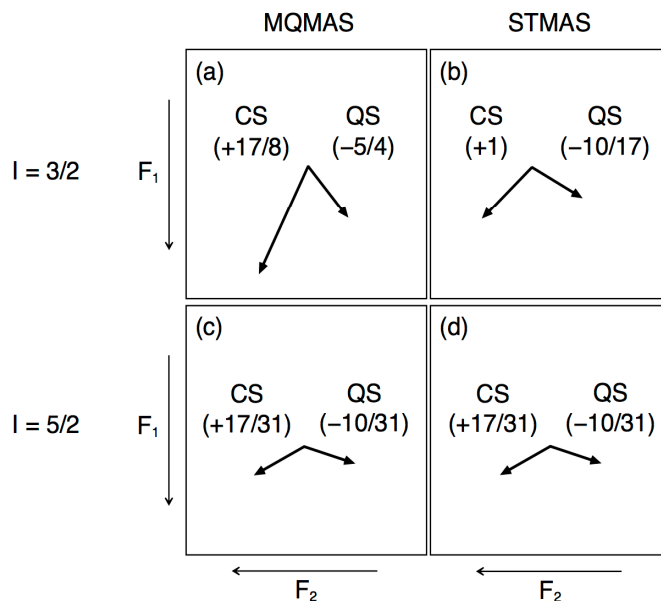 MQMAS STMAS
(a) (b)
CS QS CS QS
(+17/8) (−5/4) (+1) (−10/17)
I = 3/2 F₁
(c) (d)
CS QS CS QS
(+17/31) (−10/31) (+17/31) (−10/31)
I = 5/2 F₁
F₂ F₂